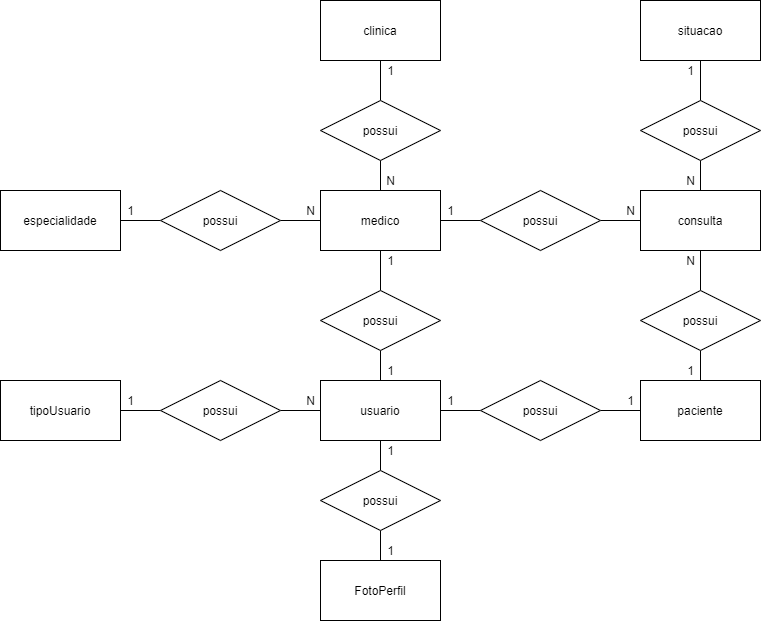 clinica
situacao
1
1
possui
possui
N
N
especialidade
1
possui
N
medico
1
possui
N
consulta
1
N
possui
possui
1
1
tipoUsuario
1
possui
N
usuario
1
possui
1
paciente
1
possui
1
FotoPerfil